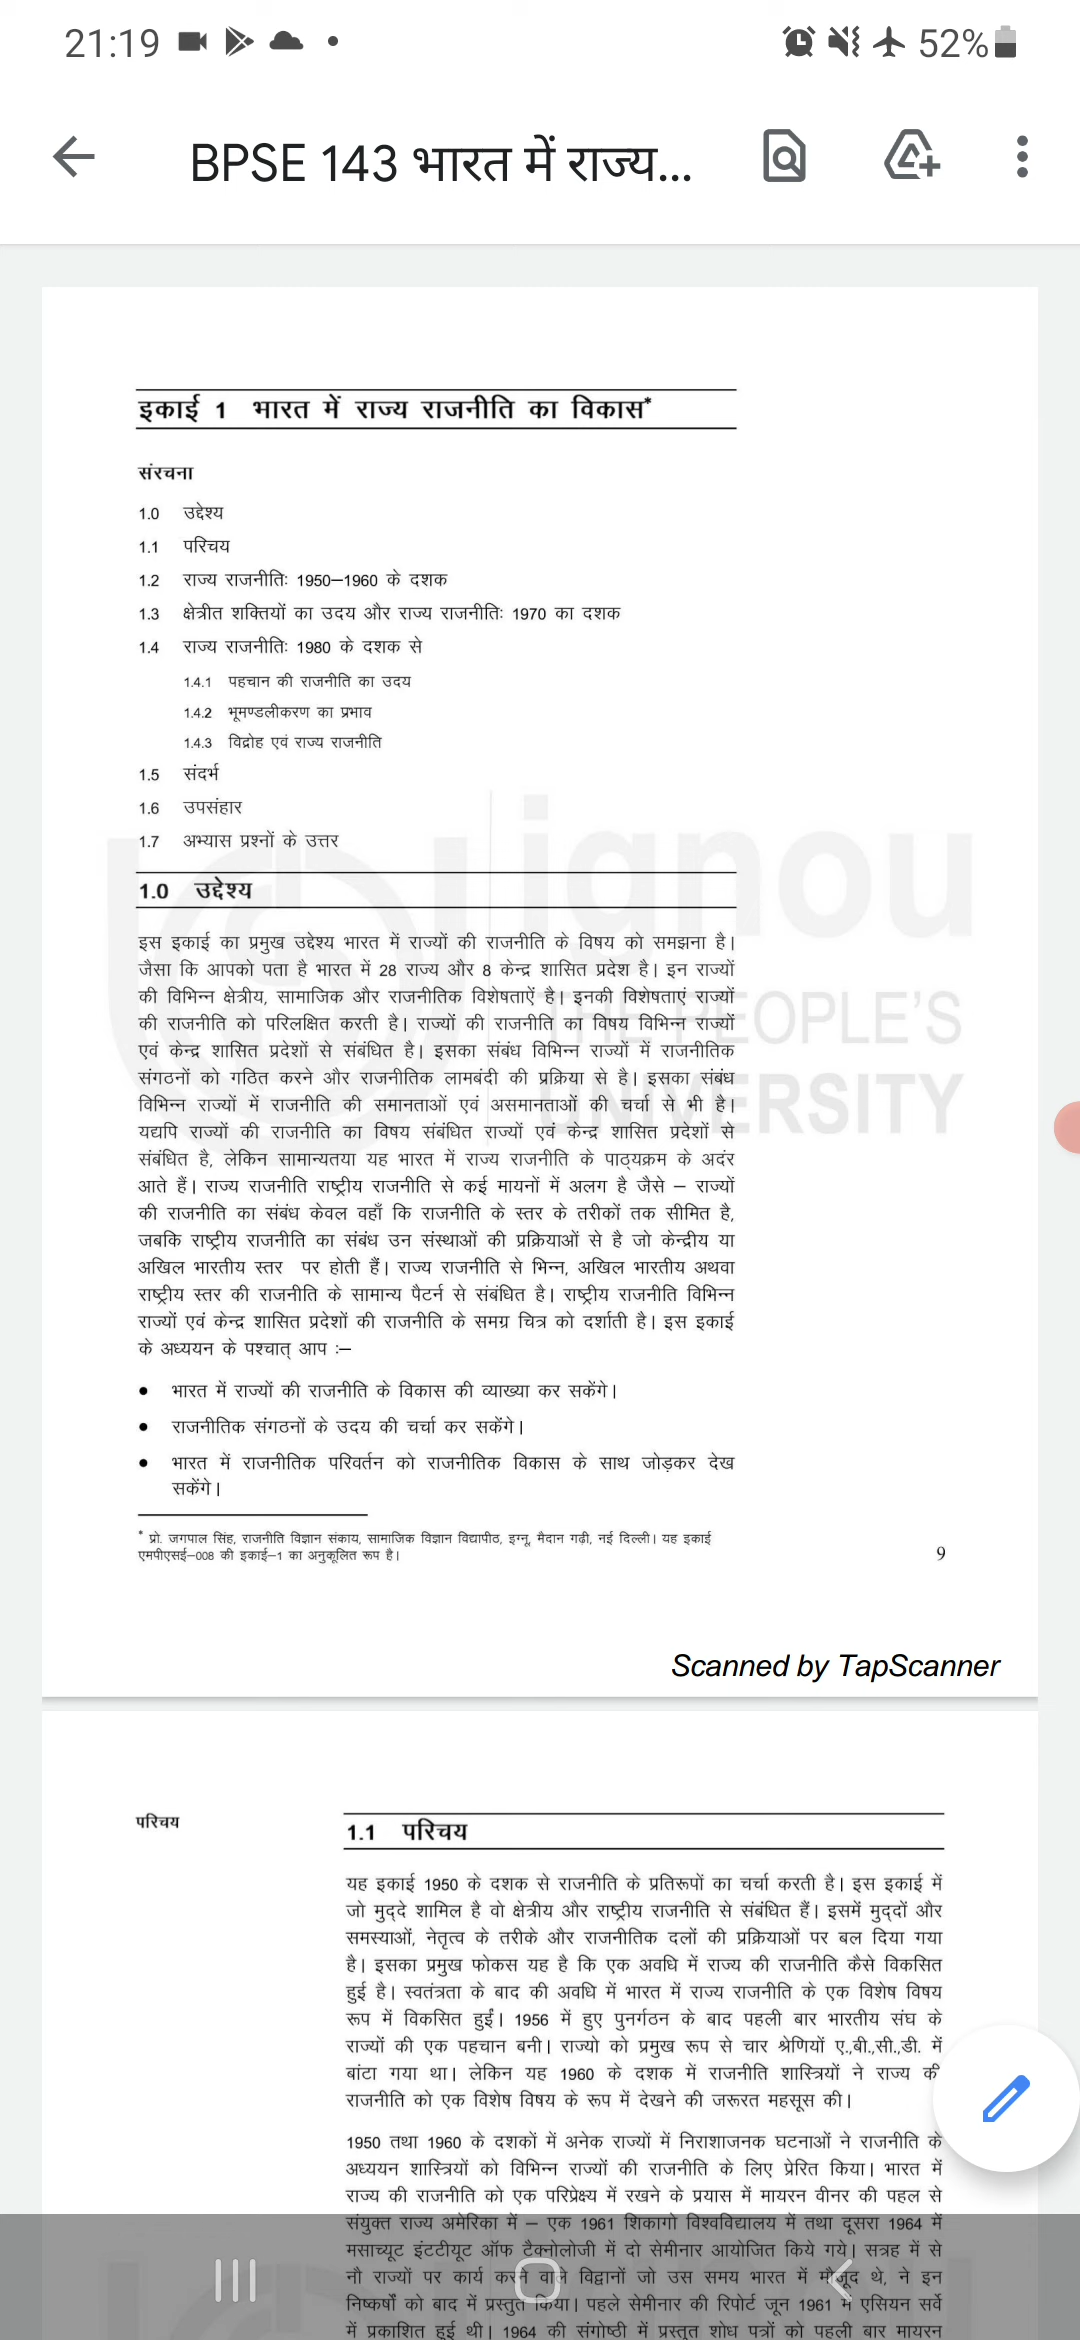 21:19
52%
BPSE 143 भारत में राज्य...
इकाई 1 भारत में राज्य राजनीति का विकास*
संरचना
1.0 उद्देश्य
1.1 परिचय
1.2 राज्य राजनीतिः 1950–1960 के दशक
1.3 क्षेत्रीत शक्तियों का उदय और राज्य राजनीतिः 1970 का दशक
1.4 राज्य राजनीतिः 1980 के दशक से
1.4.1 पहचान की राजनीति का उदय
1.4.2 भूमण्डलीकरण का प्रभाव
1.4.3 विद्रोह एवं राज्य राजनीति
1.5 संदर्भ
1.6 उपसंहार
1.7 अभ्यास प्रश्नों के उत्तर
ignou
THE PEOPLE'S
UNIVERSITY
1.0 उद्देश्य
इस इकाई का प्रमुख उद्देश्य भारत में राज्यों की राजनीति के विषय को समझना है।
जैसा कि आपको पता है भारत में 28 राज्य और 8 केन्द्र शासित प्रदेश है। इन राज्यों
की विभिन्न क्षेत्रीय, सामाजिक और राजनीतिक विशेषताऐं है। इनकी विशेषताएं राज्यों
की राजनीति को परिलक्षित करती है। राज्यों की राजनीति का विषय विभिन्न राज्यों
एवं केन्द्र शासित प्रदेशों से संबंधित है। इसका संबंध विभिन्न राज्यों में राजनीतिक
संगठनों को गठित करने और राजनीतिक लामबंदी की प्रक्रिया से है। इसका संबंध
विभिन्न राज्यों में राजनीति की समानताओं एवं असमानताओं की चर्चा से भी है।
यद्यपि राज्यों की राजनीति का विषय संबंधित राज्यों एवं केन्द्र शासित प्रदेशों से
संबंधित है, लेकिन सामान्यतया यह भारत में राज्य राजनीति के पाठ्यक्रम के अदंर
आते हैं। राज्य राजनीति राष्ट्रीय राजनीति से कई मायनों में अलग है जैसे – राज्यों
की राजनीति का संबंध केवल वहाँ कि राजनीति के स्तर के तरीकों तक सीमित है,
जबकि राष्ट्रीय राजनीति का संबंध उन संस्थाओं की प्रक्रियाओं से है जो केन्द्रीय या
अखिल भारतीय स्तर पर होती हैं। राज्य राजनीति से भिन्न, अखिल भारतीय अथवा
राष्ट्रीय स्तर की राजनीति के सामान्य पैटर्न से संबंधित है। राष्ट्रीय राजनीति विभिन्न
राज्यों एवं केन्द्र शासित प्रदेशों की राजनीति के समग्र चित्र को दर्शाती है। इस इकाई
के अध्ययन के पश्चात् आप :–
• भारत में राज्यों की राजनीति के विकास की व्याख्या कर सकेंगे।
• राजनीतिक संगठनों के उदय की चर्चा कर सकेंगे।
• भारत में राजनीतिक परिवर्तन को राजनीतिक विकास के साथ जोड़कर देख
सकेंगे।
* प्रो. जगपाल सिंह, राजनीति विज्ञान संकाय, सामाजिक विज्ञान विद्यापीठ, इग्नू, मैदान गढ़ी, नई दिल्ली। यह इकाई
एमपीएसई–008 की इकाई–1 का अनुकूलित रूप है।
9
Scanned by TapScanner
परिचय
1.1 परिचय
यह इकाई 1950 के दशक से राजनीति के प्रतिरूपों का चर्चा करती है। इस इकाई में
जो मुद्दे शामिल है वो क्षेत्रीय और राष्ट्रीय राजनीति से संबंधित हैं। इसमें मुद्दों और
समस्याओं, नेतृत्व के तरीके और राजनीतिक दलों की प्रक्रियाओं पर बल दिया गया
है। इसका प्रमुख फोकस यह है कि एक अवधि में राज्य की राजनीति कैसे विकसित
हुई है। स्वतंत्रता के बाद की अवधि में भारत में राज्य राजनीति के एक विशेष विषय
रूप में विकसित हुईं। 1956 में हुए पुनर्गठन के बाद पहली बार भारतीय संघ के
राज्यों की एक पहचान बनी। राज्यो को प्रमुख रूप से चार श्रेणियों ए.,बी.,सी.,डी. में
बांटा गया था। लेकिन यह 1960 के दशक में राजनीति शास्त्रियों ने राज्य की
राजनीति को एक विशेष विषय के रूप में देखने की जरूरत महसूस की।
1950 तथा 1960 के दशकों में अनेक राज्यों में निराशाजनक घटनाओं ने राजनीति के
अध्ययन शास्त्रियों को विभिन्न राज्यों की राजनीति के लिए प्रेरित किया। भारत में
राज्य की राजनीति को एक परिप्रेक्ष्य में रखने के प्रयास में मायरन वीनर की पहल से
संयुक्त राज्य अमेरिका में – एक 1961 शिकागो विश्वविद्यालय में तथा दूसरा 1964 में
मसाच्यूट इंटटीयूट ऑफ टैक्नोलोजी में दो सेमीनार आयोजित किये गये। सत्रह में से
नौ राज्यों पर कार्य करने वाले विद्वानों जो उस समय भारत में मौजूद थे, ने इन
निष्कर्षों को बाद में प्रस्तुत किया। पहले सेमीनार की रिपोर्ट जून 1961 में एसियन सर्वे
में प्रकाशित हुई थी। 1964 की संगोष्ठी में प्रस्तुत शोध पत्रों को पहली बार मायरन